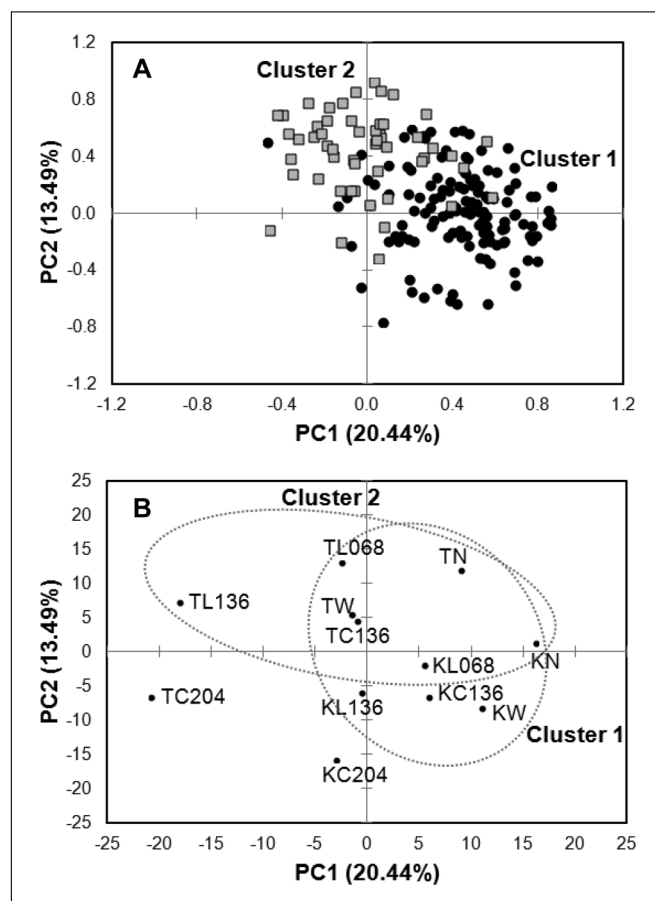 A
Cluster 2
Cluster 1
PC2 (13.49%)
1.2
0.8
0.4
0.0
-0.4
-0.8
-1.2
-1.2 -0.8 -0.4 0.0 0.4 0.8 1.2
PC1 (20.44%)
B
Cluster 2
PC2 (13.49%)
25
20
15
10
5
0
-5
-10
-15
-20
-25
TL068
TN
TL136
TW
TC136
KL068
KN
TC204
KL136
KC136
KW
Cluster 1
KC204
-25 -20 -15 -10 -5 0 5 10 15 20 25
PC1 (20.44%)